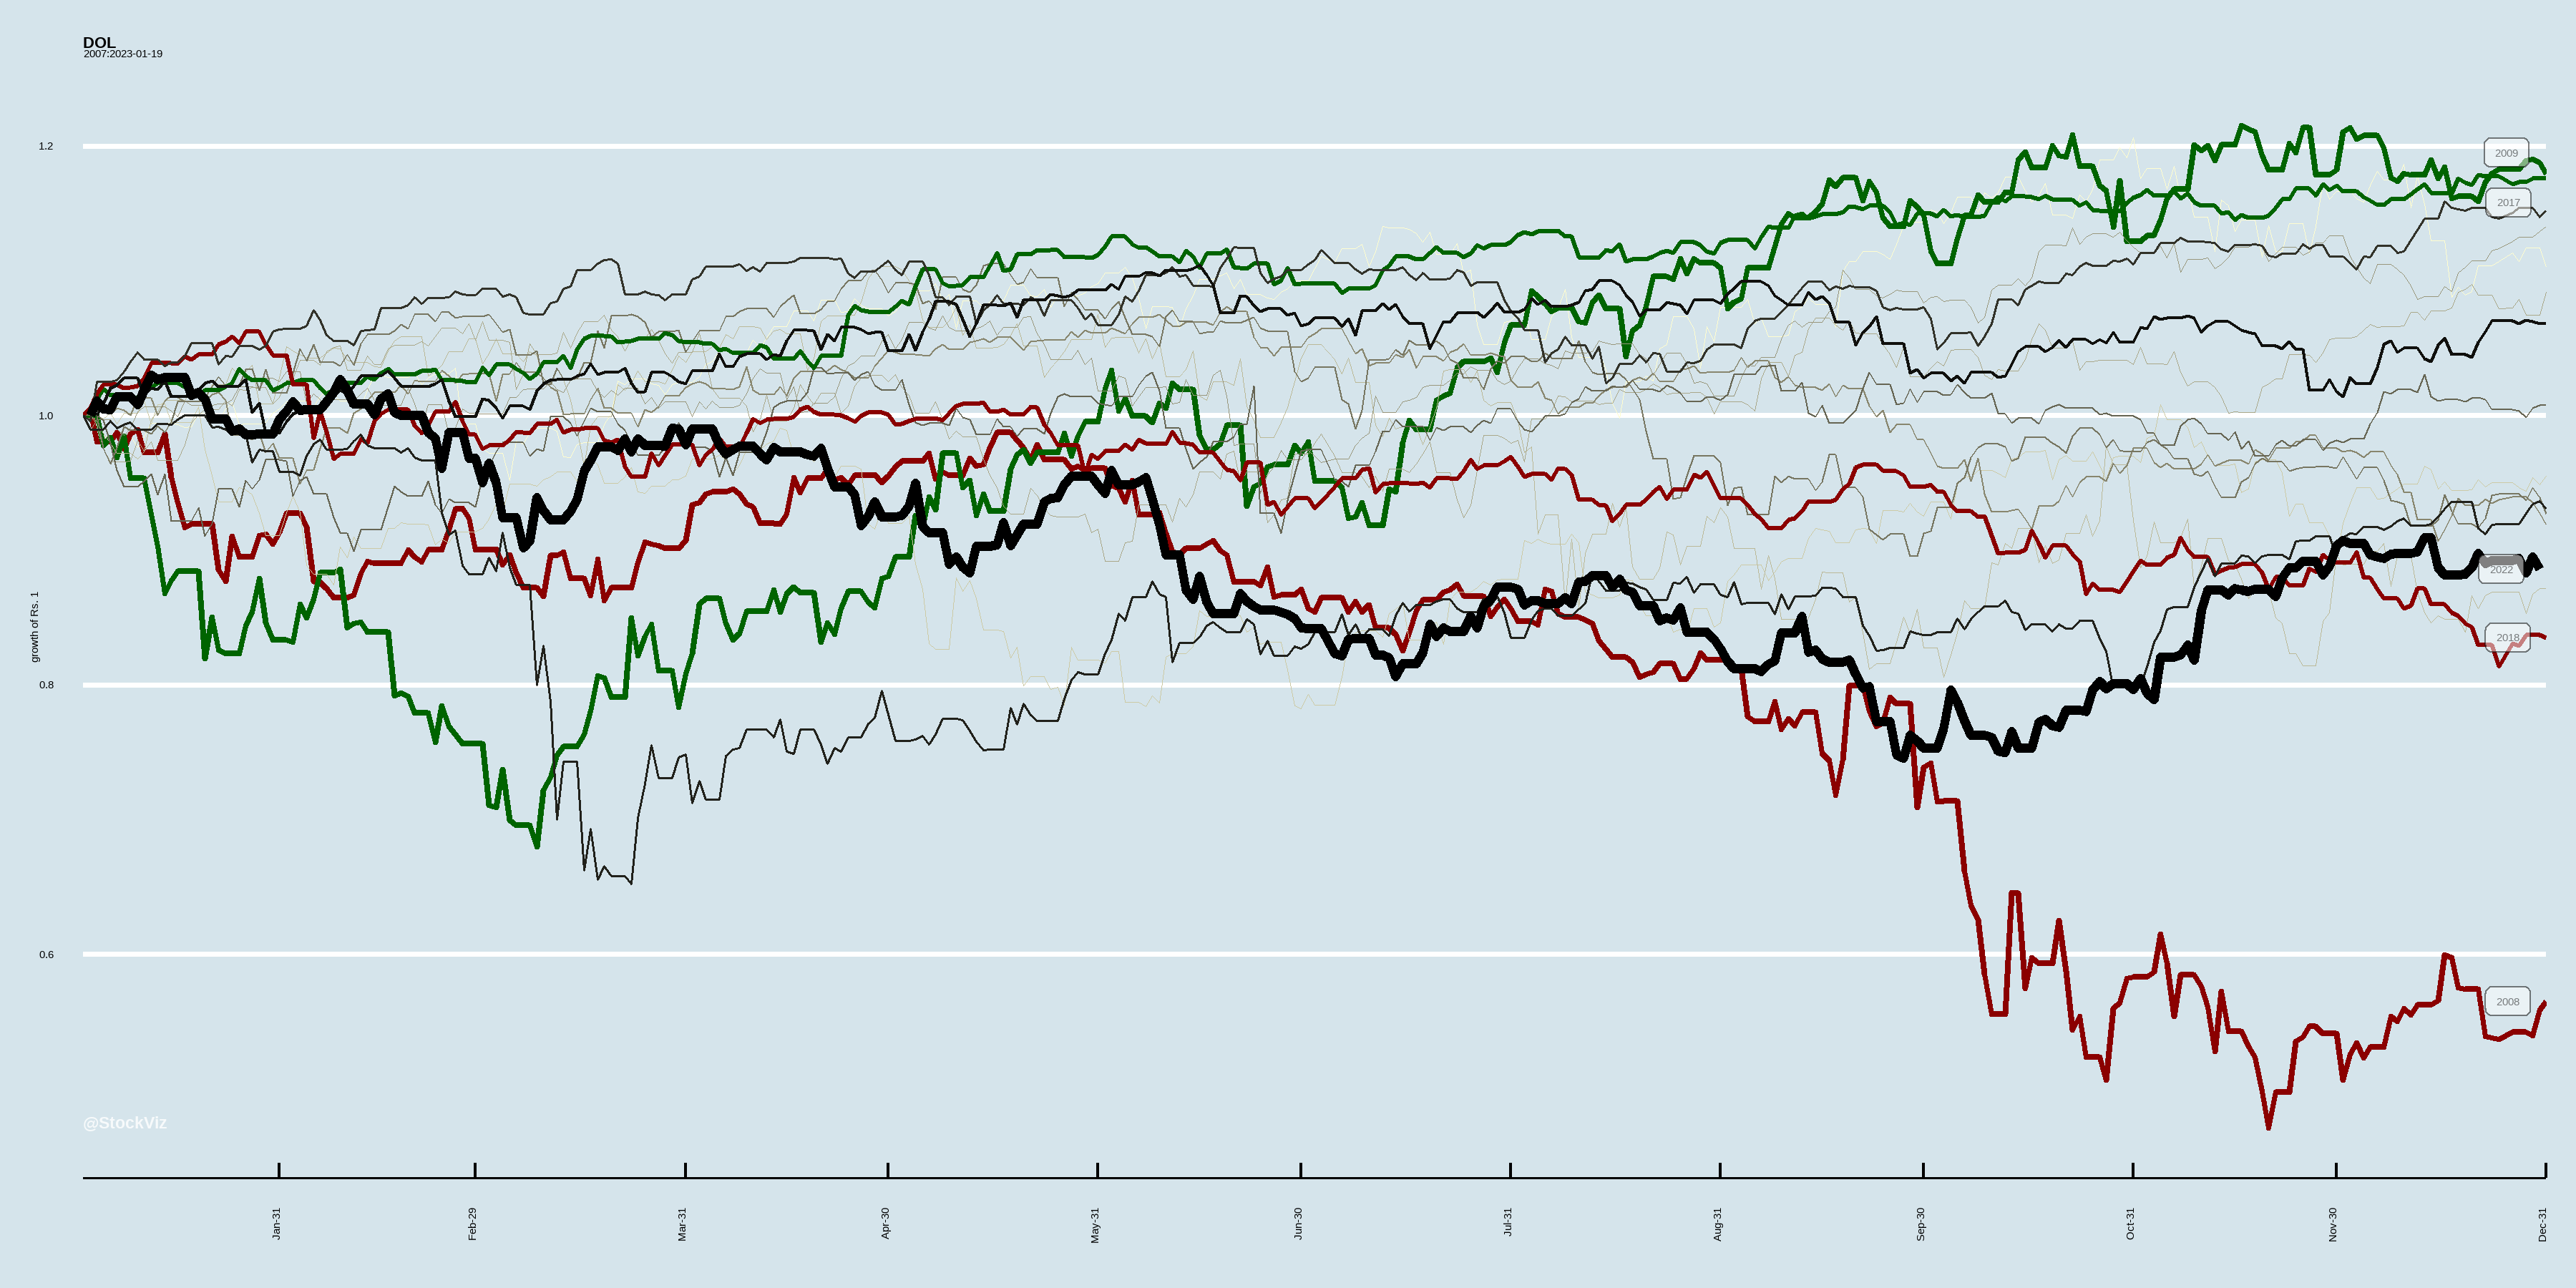 DOL
2007:2023-01-19
1.2
2009
2017
1.0
growth of Rs. 1
2022
0.8
2018
0.6
2008
@StockViz
Jan-31
Feb-29
Mar-31
Apr-30
May-31
Jun-30
Jul-31
Aug-31
Sep-30
Oct-31
Nov-30
Dec-31